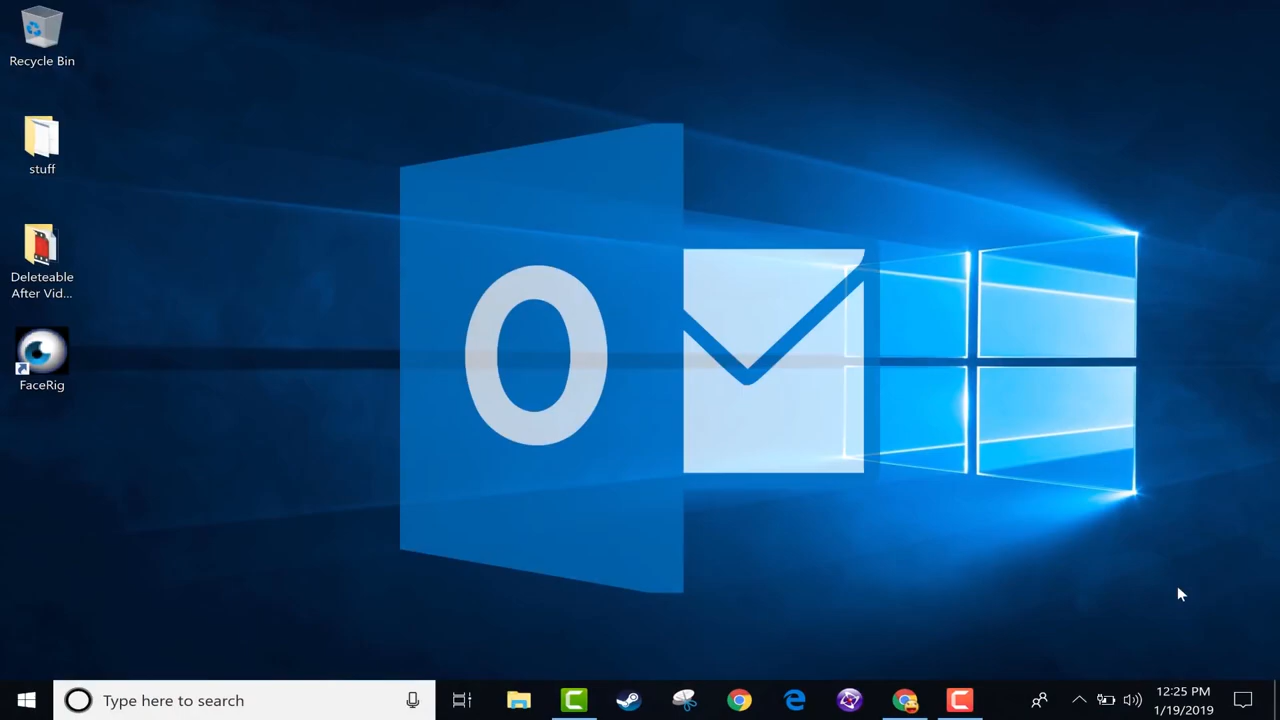 Recycle Bin
stuff
Deleteable
After Vid...
FaceRig
O
Type here to search
12:25 PM
1/19/2019